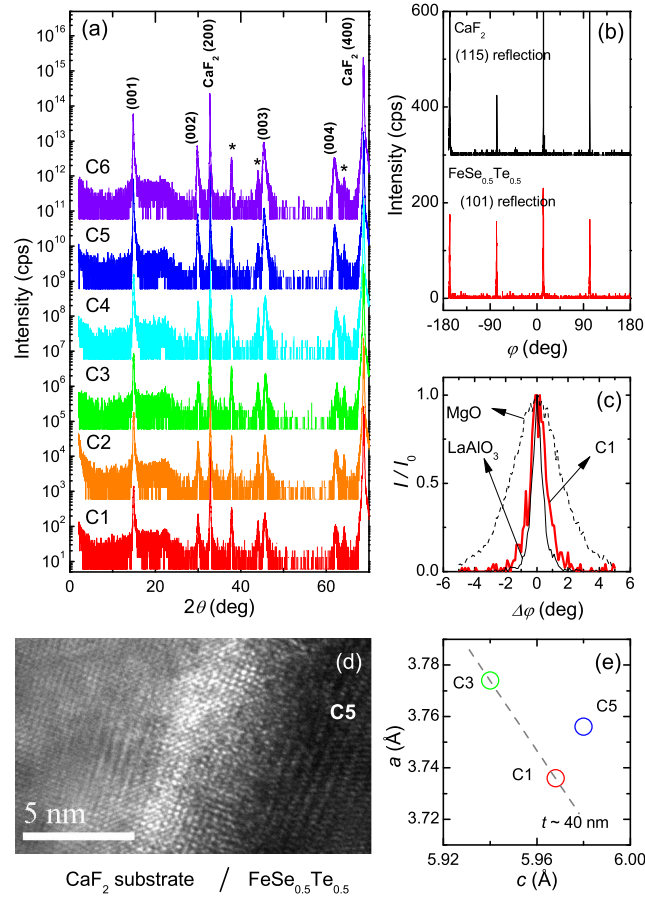 (a)
10^16
10^15
10^14
10^13
10^12
10^11
10^10
10^9
10^8
10^7
10^6
10^5
10^4
10^3
10^2
10^1
Intensity (cps)
(001)
(002)
CaF2 (200)
*
*
(003)
(004)
*
CaF2 (400)
C6
C5
C4
C3
C2
C1
0 20 40 60
2θ (deg)
(b)
600
300
300
0
Intensity (cps)
CaF2
(115) reflection
FeSe0.5Te0.5
(101) reflection
-180 -90 0 90 180
φ (deg)
(c)
1.0
0.5
0.0
I / I0
MgO
LaAlO3
C1
-6 -4 -2 0 2 4 6
Δφ (deg)
(d)
C5
5 nm
CaF2 substrate / FeSe0.5Te0.5
(e)
3.78
3.76
3.74
3.72
a (Å)
C3
C5
C1
t ~ 40 nm
5.92 5.96 6.00
c (Å)